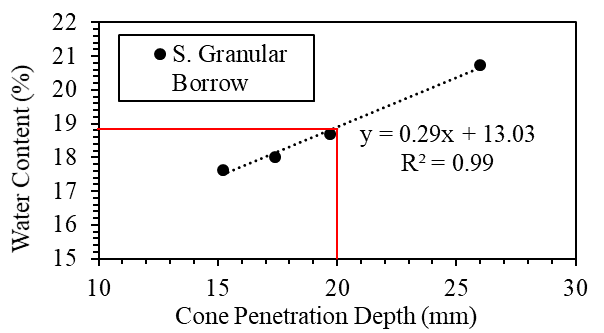 22
21
20
19
18
17
16
15
Water Content (%)
S. Granular
Borrow
y = 0.29x + 13.03
R² = 0.99
10 15 20 25 30
Cone Penetration Depth (mm)